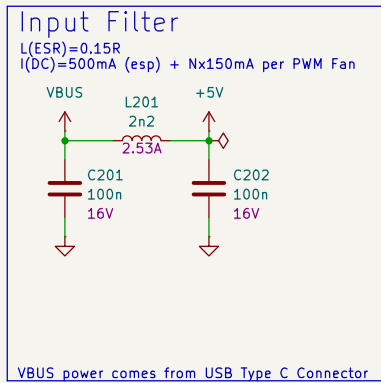 Input Filter
L(ESR)=0.15R
I(DC)=500mA (esp) + Nx150mA per PWM Fan
VBUS
L201
+5V
2n2
2.53A
C201
100n
16V
C202
100n
16V
VBUS power comes from USB Type C Connector